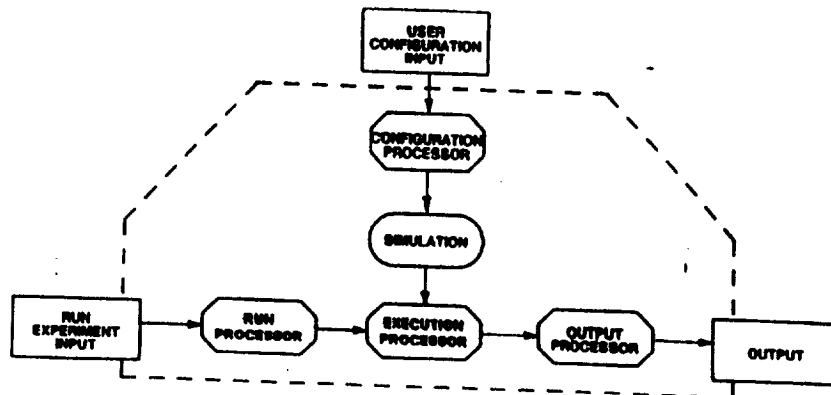 USER
CONFIGURATION
INPUT
CONFIGURATION
PROCESSOR
SIMULATION
RUN
EXPERIMENT
INPUT
RUN
PROCESSOR
EXECUTION
PROCESSOR
OUTPUT
PROCESSOR
OUTPUT